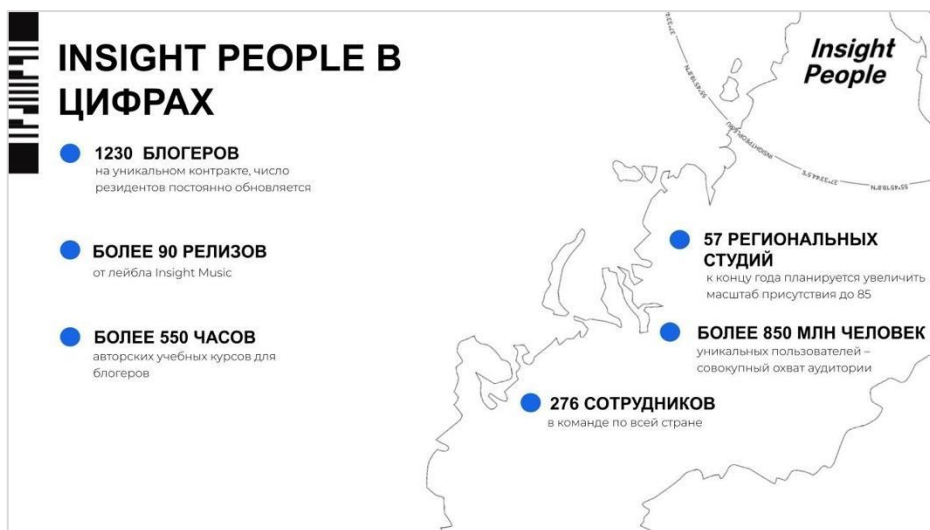 INSIGHT PEOPLE В
ЦИФРАХ
Insight
People
1230 БЛОГЕРОВ
на уникальном контракте, число
резидентов постоянно обновляется
БОЛЕЕ 90 РЕЛИЗОВ
от лейбла Insight Music
БОЛЕЕ 550 ЧАСОВ
авторских учебных курсов для
блогеров
57 РЕГИОНАЛЬНЫХ
СТУДИЙ
к концу года планируется увеличить
масштаб присутствия до 85
БОЛЕЕ 850 МЛН ЧЕЛОВЕК
уникальных пользователей –
совокупный охват аудитории
276 СОТРУДНИКОВ
в команде по всей стране